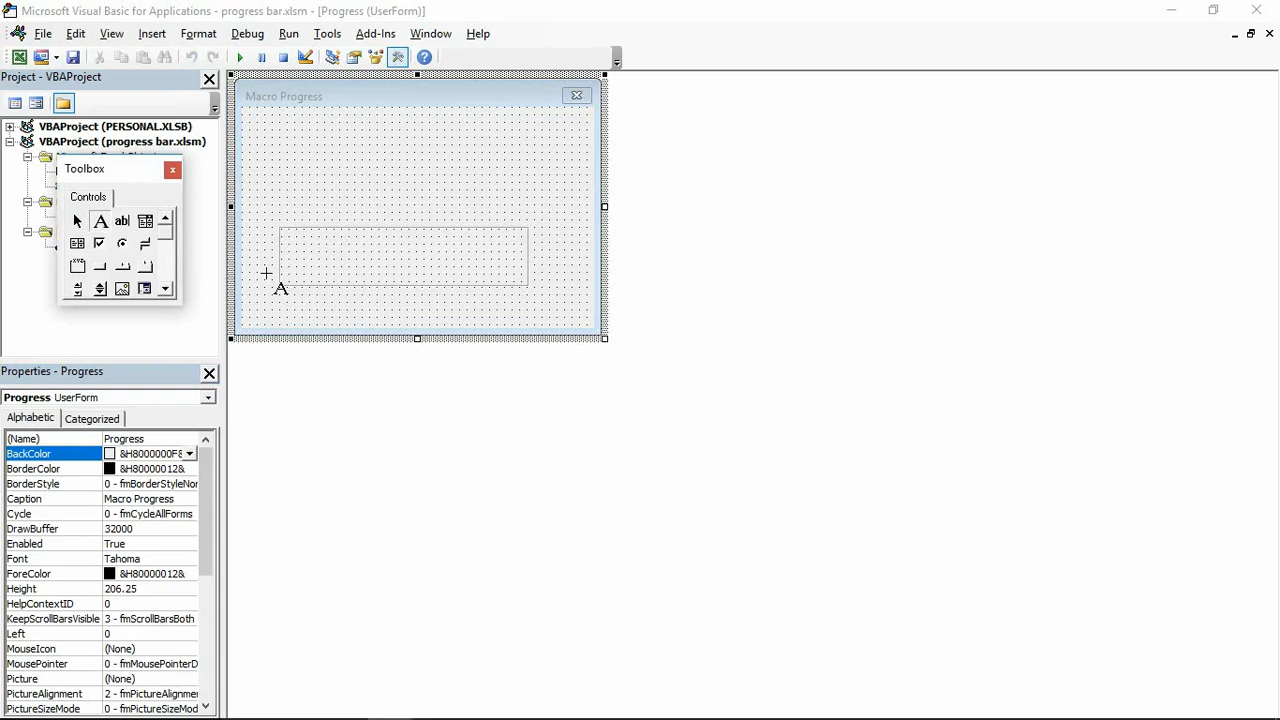 Microsoft Visual Basic for Applications - progress bar.xlsm - [Progress (UserForm)]
File Edit View Insert Format Debug Run Tools Add-Ins Window Help
Project - VBAProject
VBAProject (PERSONAL.XLSB)
VBAProject (progress bar.xlsm)
Toolbox
Controls
A ab|
Macro Progress
A
Properties - Progress
Progress UserForm
Alphabetic Categorized
(Name) Progress
BackColor &H8000000F&
BorderColor &H80000012&
BorderStyle 0 - fmBorderStyleNor
Caption Macro Progress
Cycle 0 - fmCycleAllForms
DrawBuffer 32000
Enabled True
Font Tahoma
ForeColor &H80000012&
Height 206.25
HelpContextID 0
KeepScrollBarsVisible 3 - fmScrollBarsBoth
Left 0
MouseIcon (None)
MousePointer 0 - fmMousePointerD
Picture (None)
PictureAlignment 2 - fmPictureAlignmer
PictureSizeMode 0 - fmPictureSizeMod